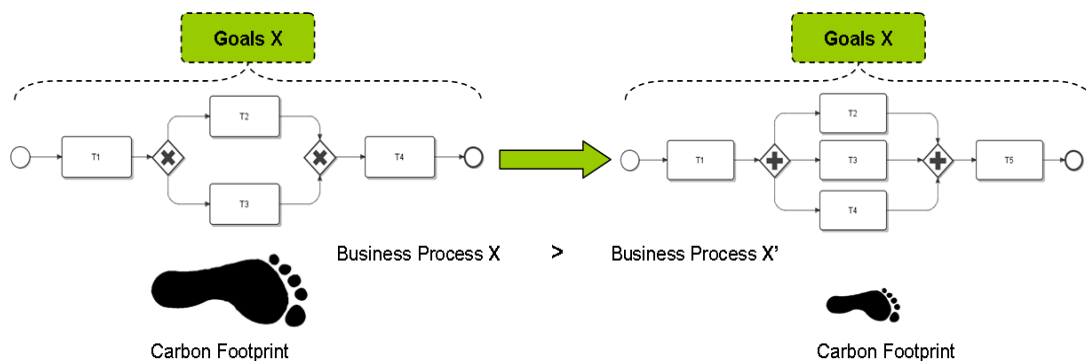 Goals X
Goals X
T2
T1
T4
T3
T2
T1
T3
T5
T4
Business Process X > Business Process X’
Carbon Footprint
Carbon Footprint